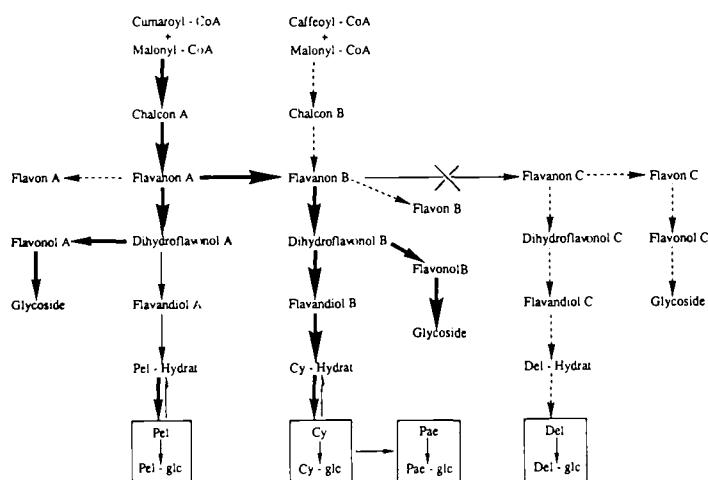 Cumaroyl - CoA
+
Malonyl - CoA
Caffeoyl - CoA
+
Malonyl - CoA
Chalcon A
Chalcon B
Flavon A
Flavanon A
Flavanon B
Flavanon C
Flavon C
Flavon B
Flavonol A
Dihydroflavonol A
Dihydroflavonol B
Dihydroflavonol C
Flavonol C
FlavonolB
Glycoside
Flavandiol A
Flavandiol B
Flavandiol C
Glycoside
Glycoside
Pel - Hydrat
Cy - Hydrat
Del - Hydrat
Pel
Cy
Pae
Del
Pel - glc
Cy - glc
Pae - glc
Del - glc